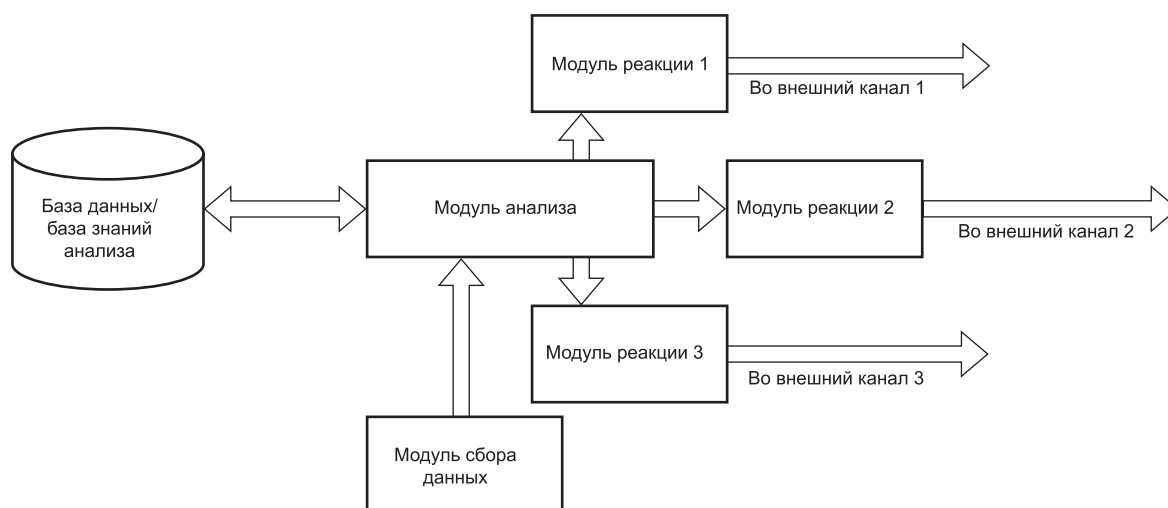 Модуль реакции 1
Во внешний канал 1
База данных/
база знаний
анализа
Модуль анализа
Модуль реакции 2
Во внешний канал 2
Модуль реакции 3
Во внешний канал 3
Модуль сбора
данных